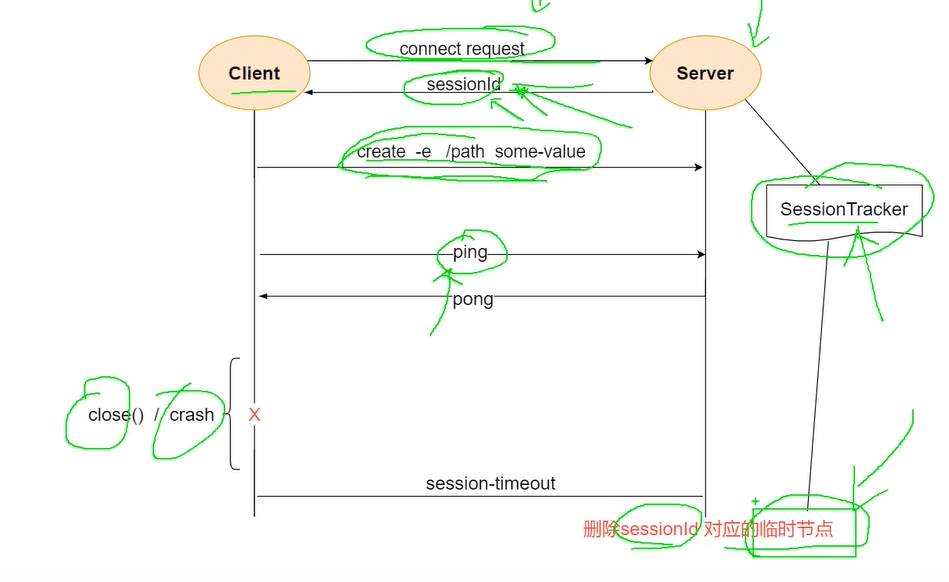 connect request
Client
Server
sessionId
create -e /path some-value
SessionTracker
ping
pong
close() / crash
X
session-timeout
删除sessionId 对应的临时节点